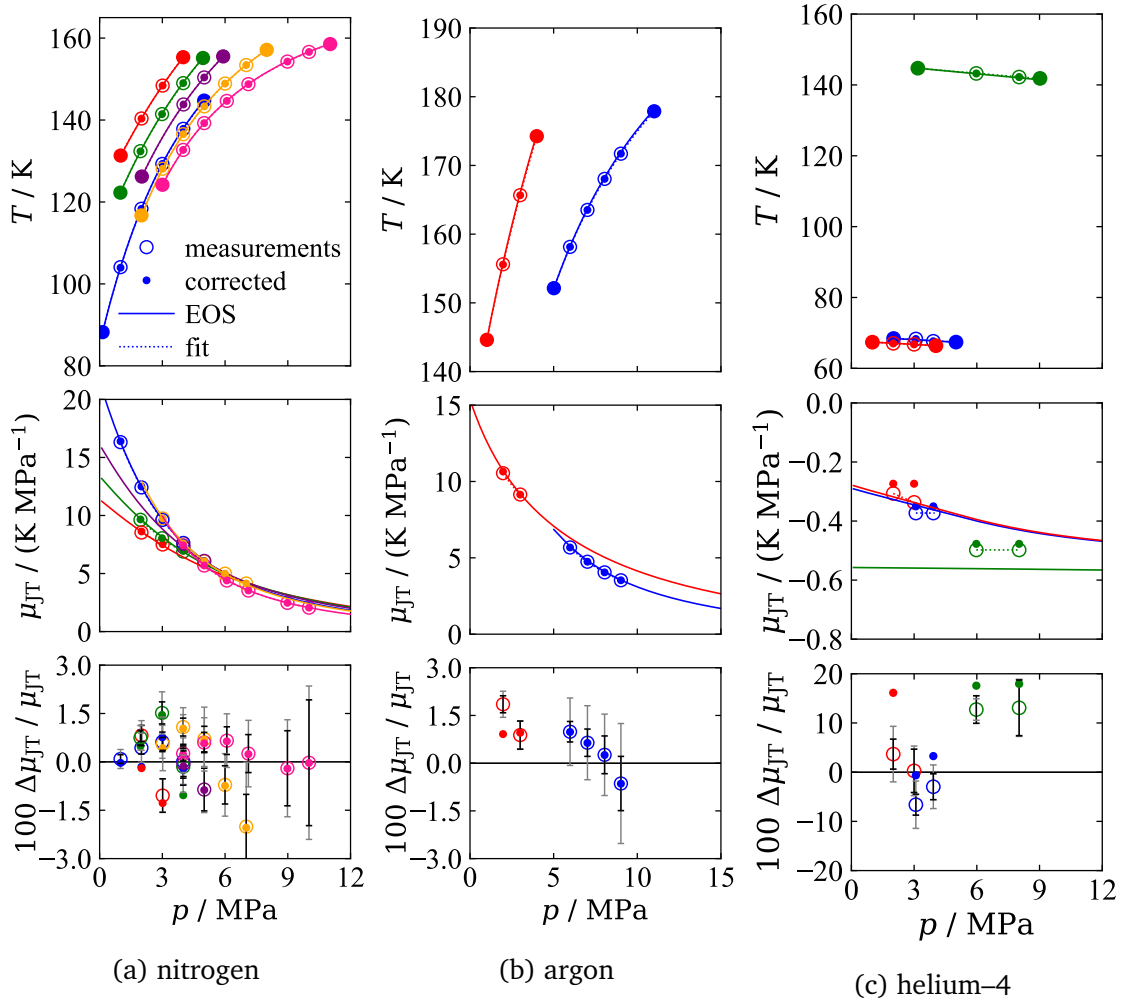 T / K
160
140
120
100
80
measurements
corrected
EOS
fit
T / K
190
180
170
160
150
140
T / K
160
140
120
100
80
60
μJT / (K MPa−1)
20
15
10
5
0
μJT / (K MPa−1)
15
10
5
0
μJT / (K MPa−1)
0.0
−0.2
−0.4
−0.6
−0.8
100 ΔμJT / μJT
3.0
1.5
0.0
−1.5
−3.0
0 3 6 9 12
p / MPa
100 ΔμJT / μJT
3.0
1.5
0.0
−1.5
−3.0
0 5 10 15
p / MPa
100 ΔμJT / μJT
20
10
0
−10
−20
0 3 6 9 12
p / MPa
(a) nitrogen
(b) argon
(c) helium–4